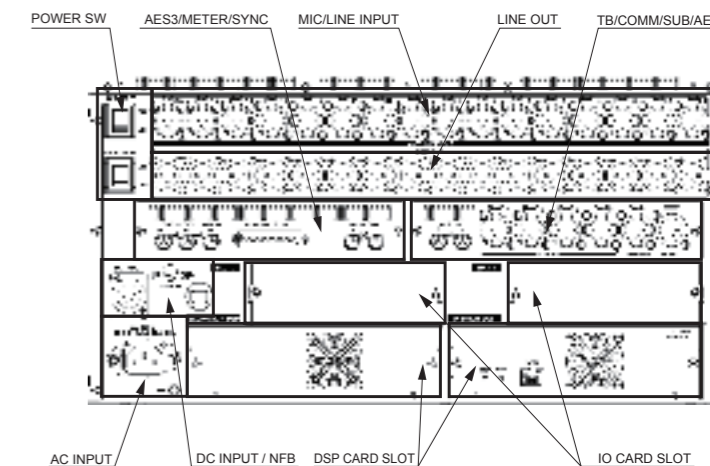 POWER SW
AES3/METER/SYNC
MIC/LINE INPUT
LINE OUT
TB/COMM/SUB/AE
AC INPUT
DC INPUT / NFB
DSP CARD SLOT
IO CARD SLOT